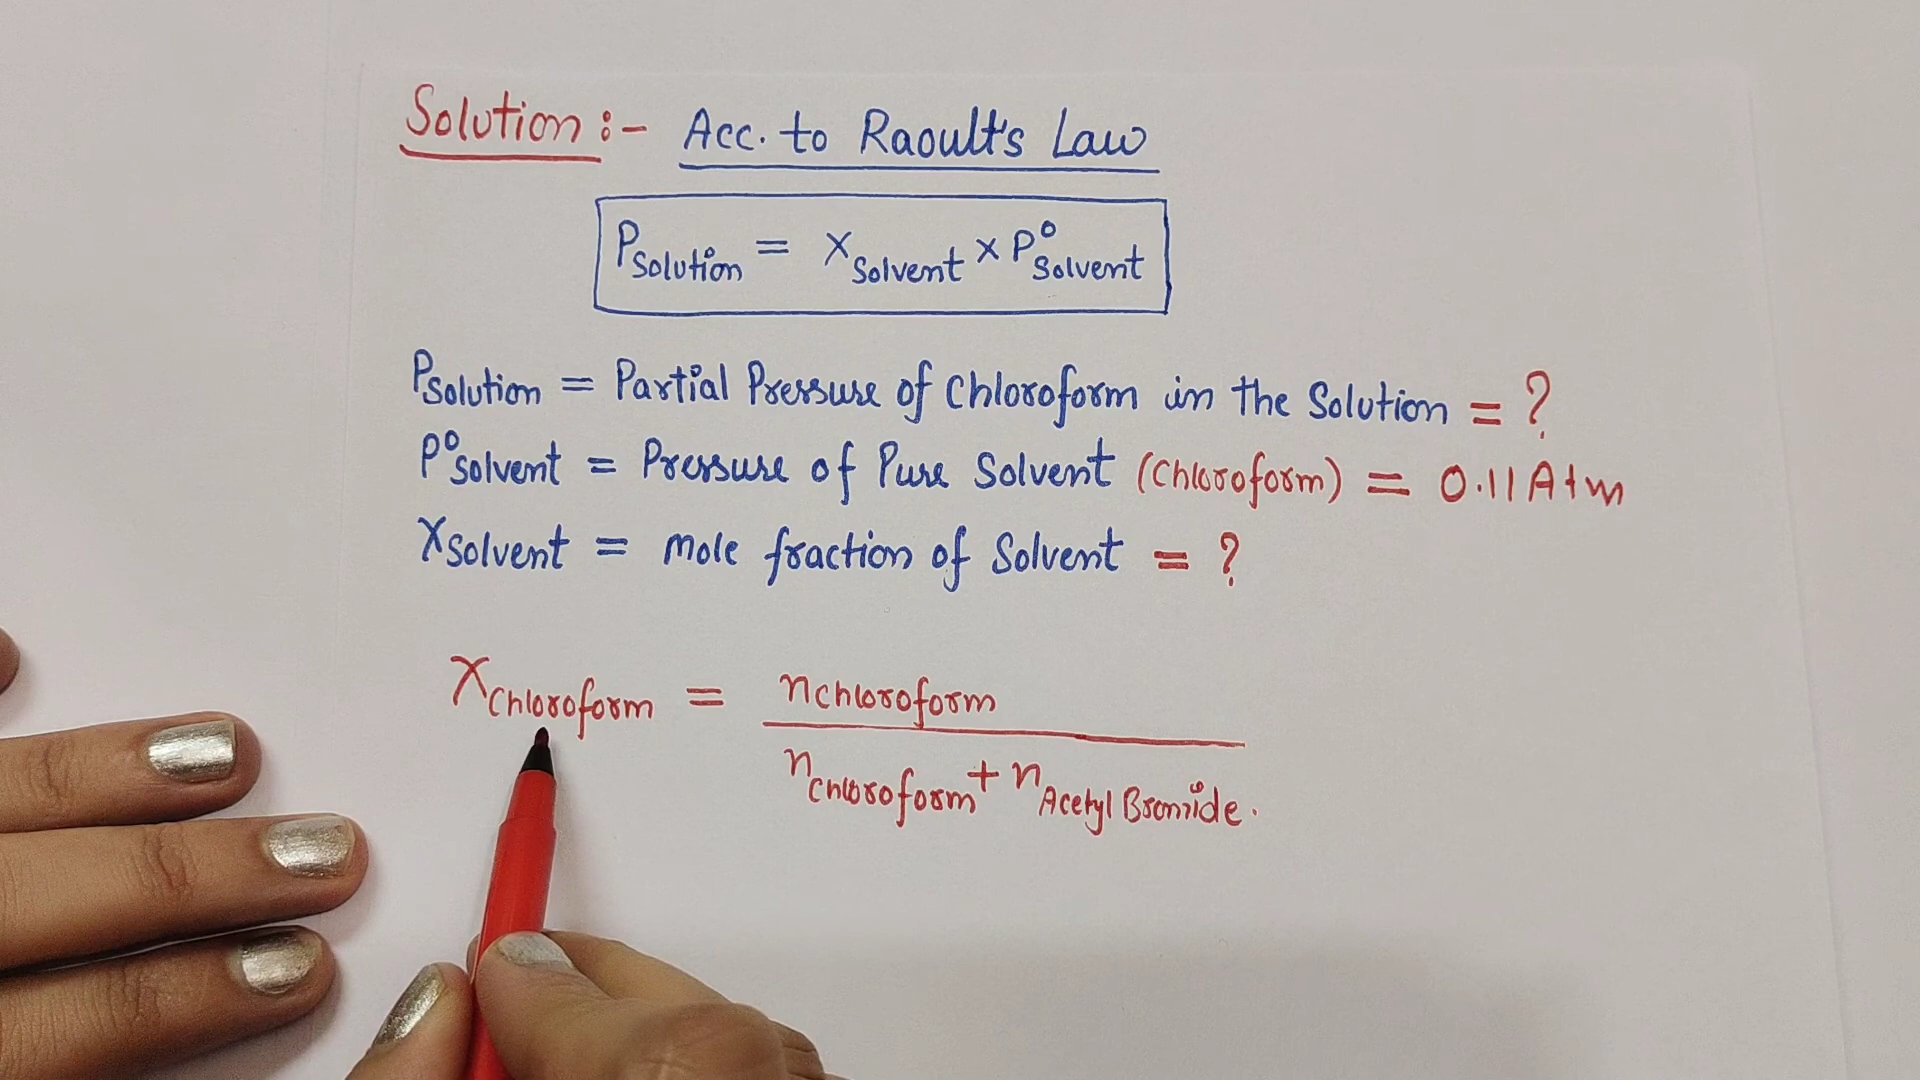 Solution :- Acc. to Raoult's Law
PSolution = XSolvent × P°Solvent
PSolution = Partial Pressure of Chloroform in the Solution = ?
P°Solvent = Pressure of Pure Solvent (Chloroform) = 0.11 Atm
XSolvent = mole fraction of Solvent = ?
XChloroform = nChloroform
nChloroform + nAcetyl Bromide.